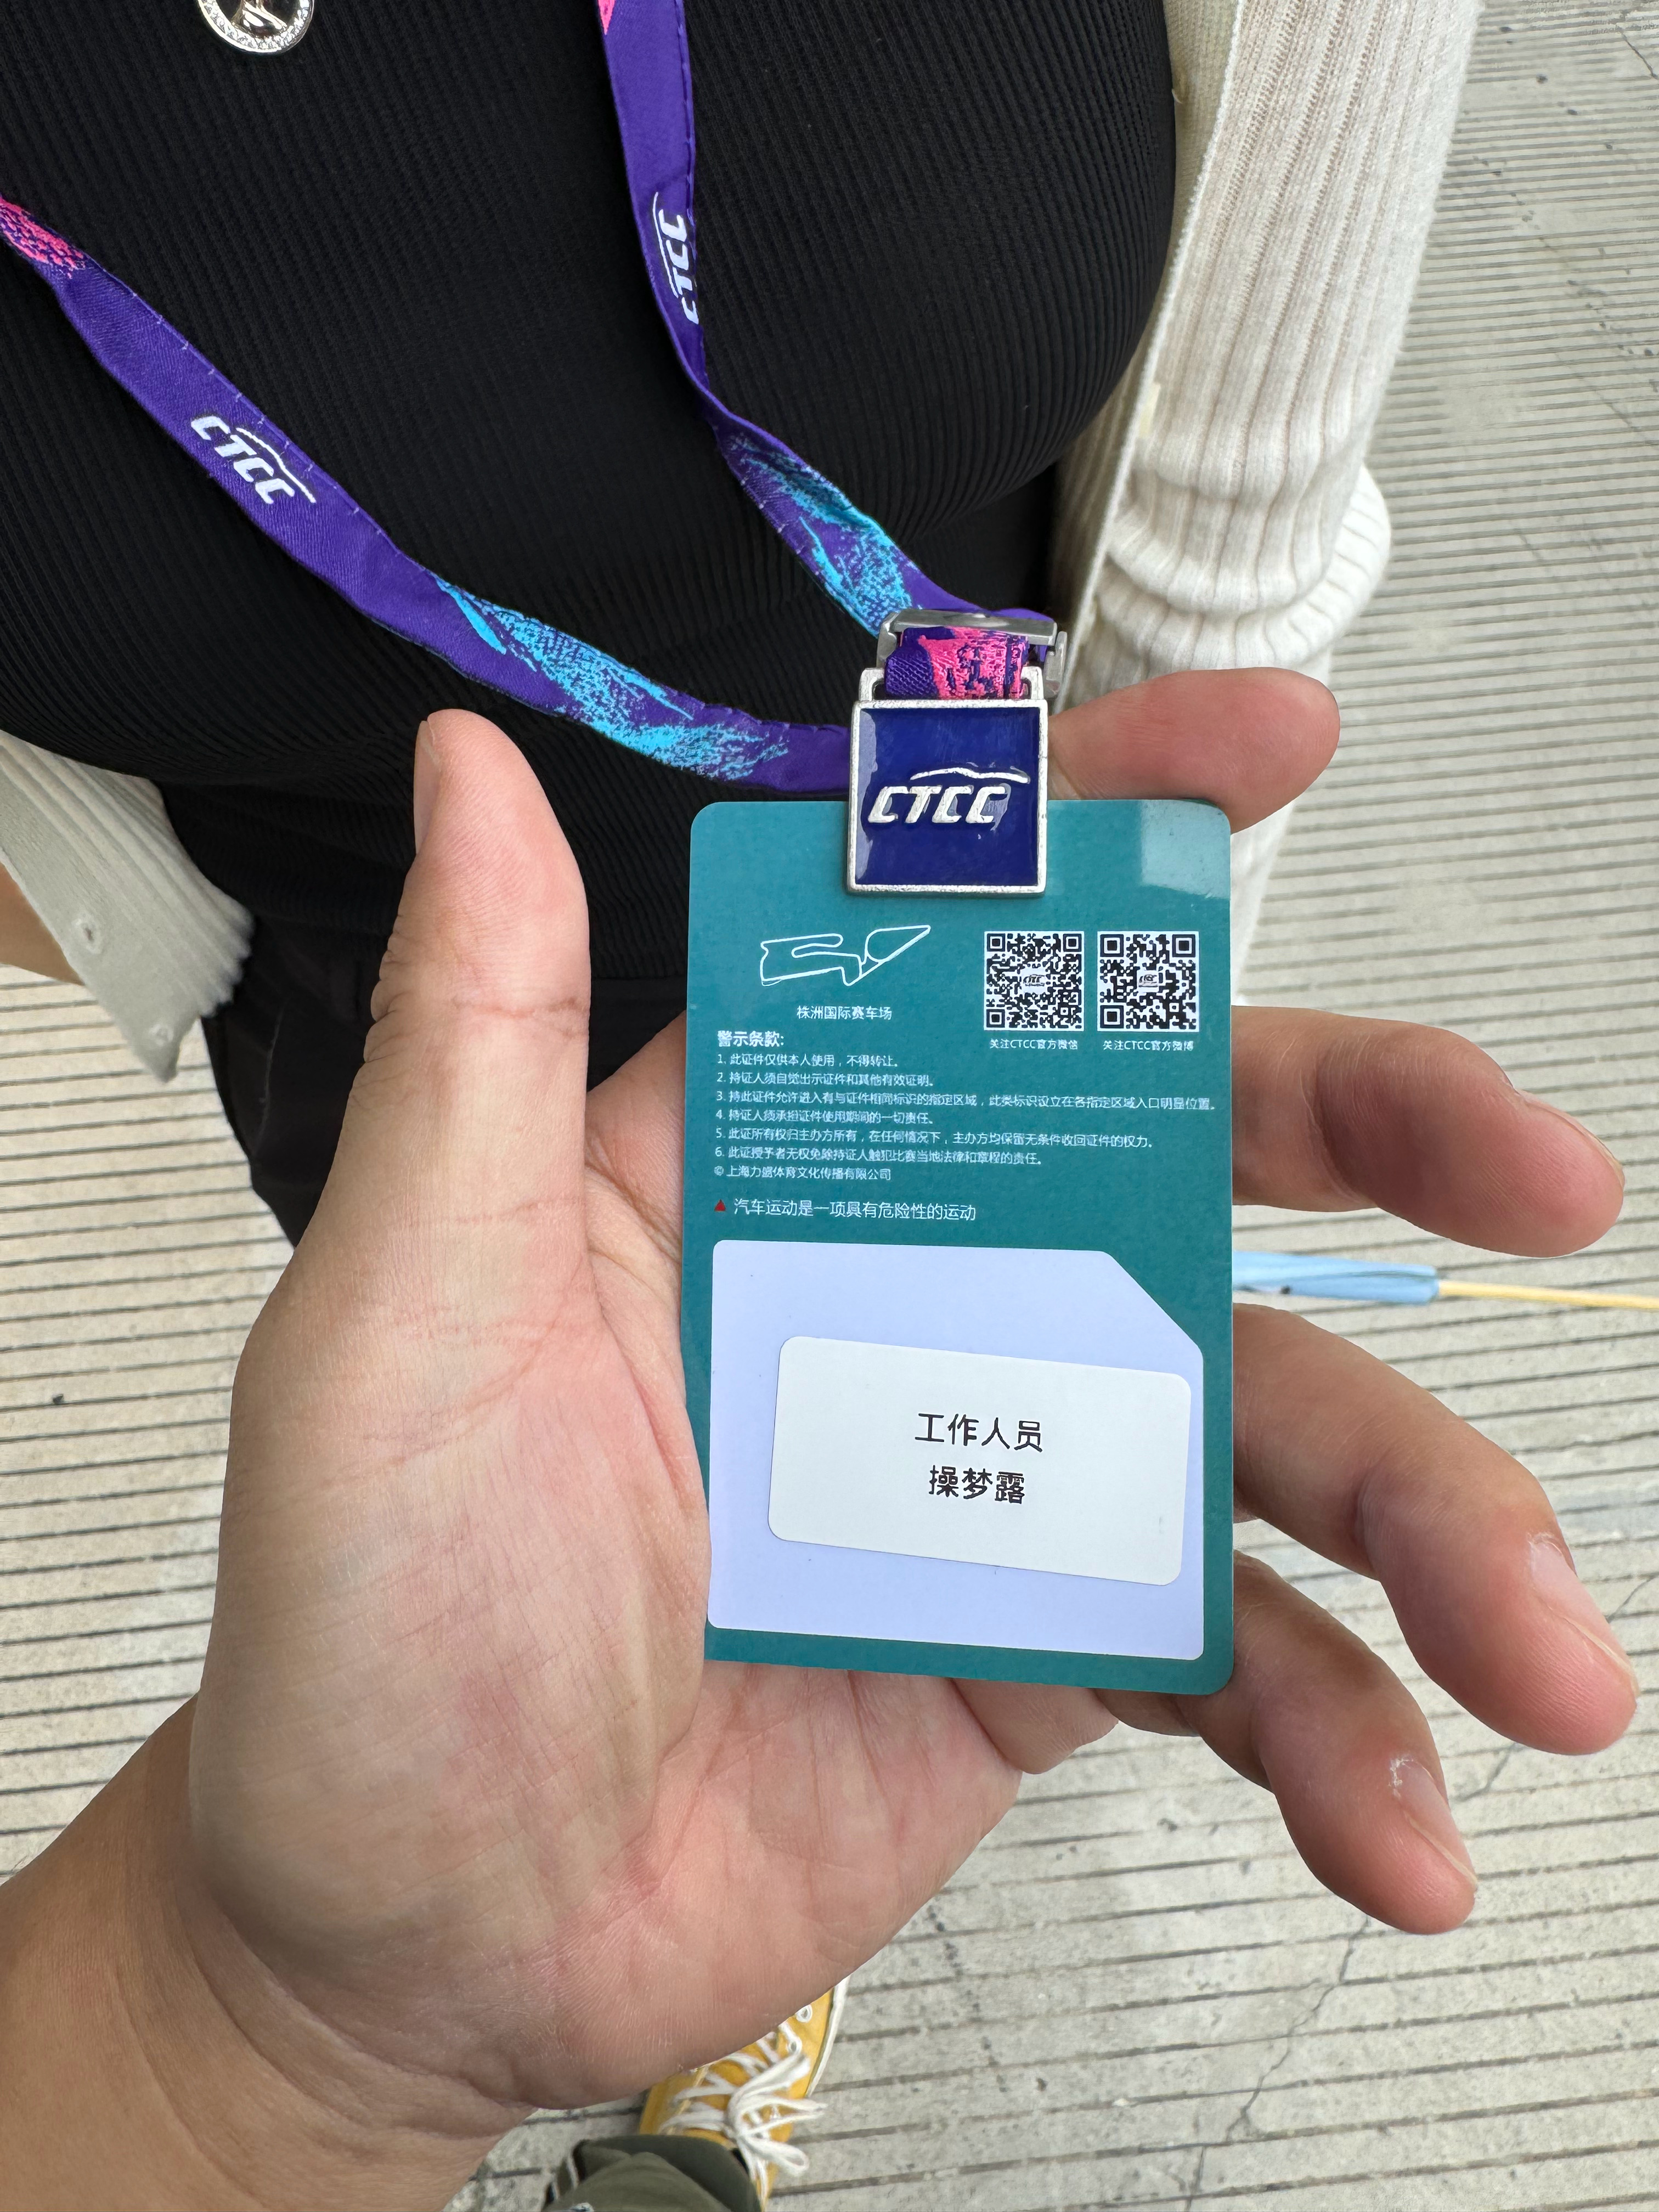 CTCC
CTCC
CTCC
株洲国际赛车场
关注CTCC官方微信
关注CTCC官方微博
警示条款:
1. 此证件仅供本人使用，不得转让。
2. 持证人须自觉出示证件和其他有效证明。
3. 持此证件允许进入有与证件相同标识的指定区域，此类标识设立在各指定区域入口明显位置。
4. 持证人须承担证件使用期间的一切责任。
5. 此证所有权归主办方所有，在任何情况下，主办方均保留无条件收回证件的权力。
6. 此证授予者无权免除持证人触犯比赛当地法律和章程的责任。
© 上海力盛体育文化传播有限公司
汽车运动是一项具有危险性的运动
工作人员
操梦露